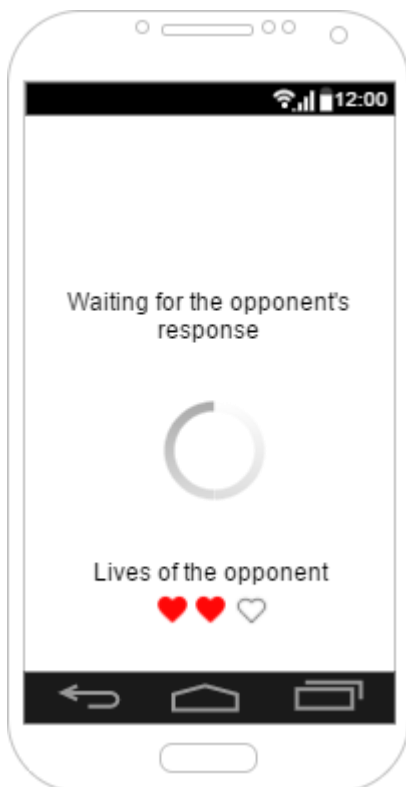 12:00
Waiting for the opponent's
response
Lives of the opponent